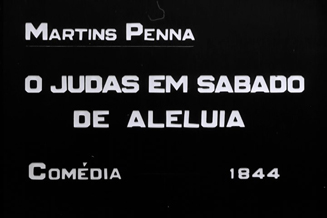 MARTINS PENNA
O JUDAS EM SABADO
DE ALELUIA
COMÉDIA 1844